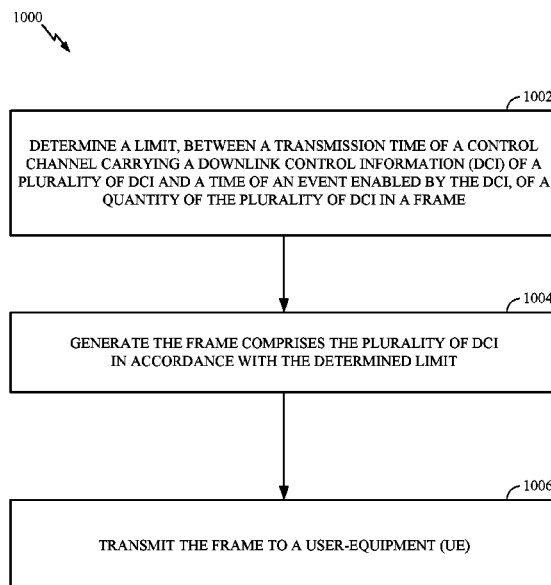 1000
1002
DETERMINE A LIMIT, BETWEEN A TRANSMISSION TIME OF A CONTROL
CHANNEL CARRYING A DOWNLINK CONTROL INFORMATION (DCI) OF A
PLURALITY OF DCI AND A TIME OF AN EVENT ENABLED BY THE DCI, OF A
QUANTITY OF THE PLURALITY OF DCI IN A FRAME
1004
GENERATE THE FRAME COMPRISES THE PLURALITY OF DCI
IN ACCORDANCE WITH THE DETERMINED LIMIT
1006
TRANSMIT THE FRAME TO A USER-EQUIPMENT (UE)